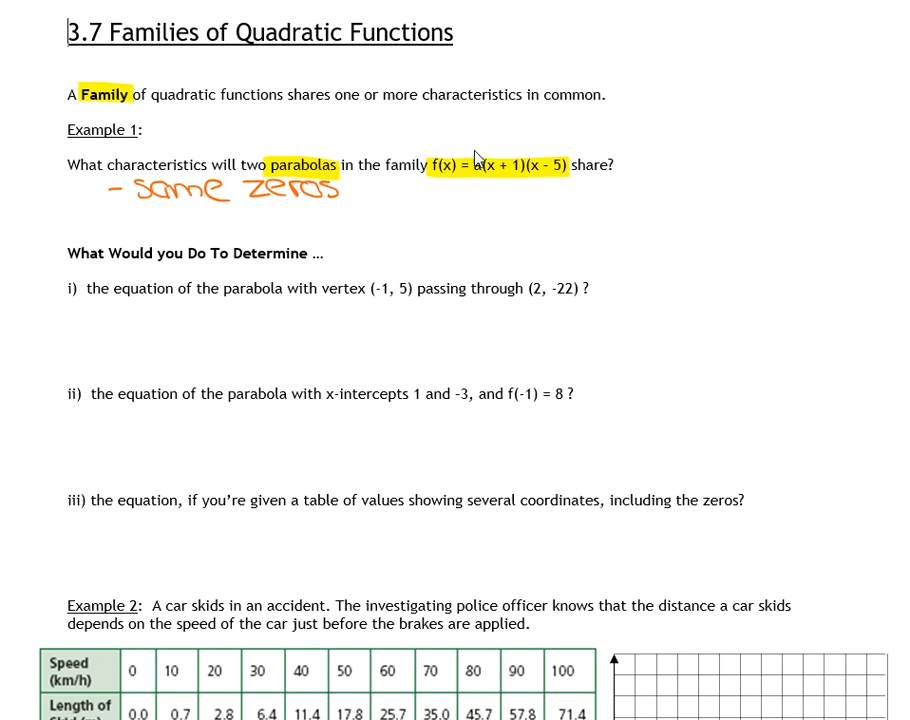 3.7 Families of Quadratic Functions
A Family of quadratic functions shares one or more characteristics in common.
Example 1:
What characteristics will two parabolas in the family f(x) = a(x + 1)(x - 5) share?
- same zeros
What Would you Do To Determine ...
i) the equation of the parabola with vertex (-1, 5) passing through (2, -22) ?
ii) the equation of the parabola with x-intercepts 1 and -3, and f(-1) = 8 ?
iii) the equation, if you're given a table of values showing several coordinates, including the zeros?
Example 2: A car skids in an accident. The investigating police officer knows that the distance a car skids
depends on the speed of the car just before the brakes are applied.
Speed (km/h) 0 10 20 30 40 50 60 70 80 90 100
Length of 0.0 0.7 2.8 6.4 11.4 17.8 25.7 35.0 45.7 57.8 71.4